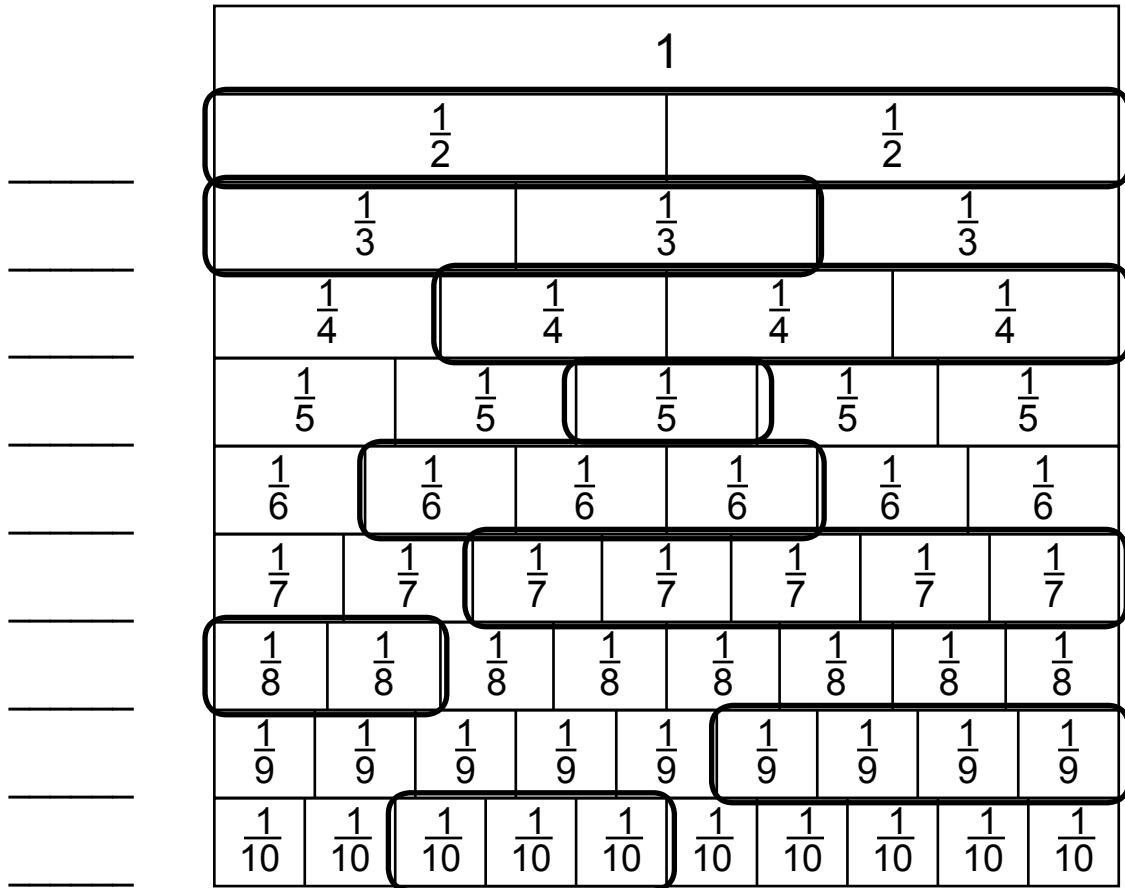 1
1/2 1/2
1/3 1/3 1/3
1/4 1/4 1/4 1/4
1/5 1/5 1/5 1/5 1/5
1/6 1/6 1/6 1/6 1/6 1/6
1/7 1/7 1/7 1/7 1/7 1/7 1/7
1/8 1/8 1/8 1/8 1/8 1/8 1/8 1/8
1/9 1/9 1/9 1/9 1/9 1/9 1/9 1/9 1/9
1/10 1/10 1/10 1/10 1/10 1/10 1/10 1/10 1/10 1/10